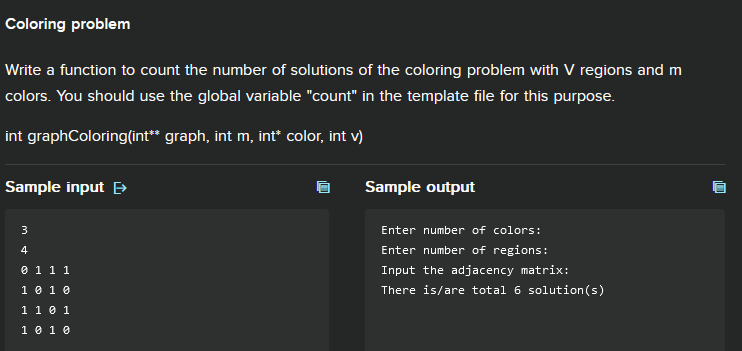 Coloring problem
Write a function to count the number of solutions of the coloring problem with V regions and m
colors. You should use the global variable "count" in the template file for this purpose.
int graphColoring(int** graph, int m, int* color, int v)
Sample input
3
4
0 1 1 1
1 0 1 0
1 1 0 1
1 0 1 0
Sample output
Enter number of colors:
Enter number of regions:
Input the adjacency matrix:
There is/are total 6 solution(s)